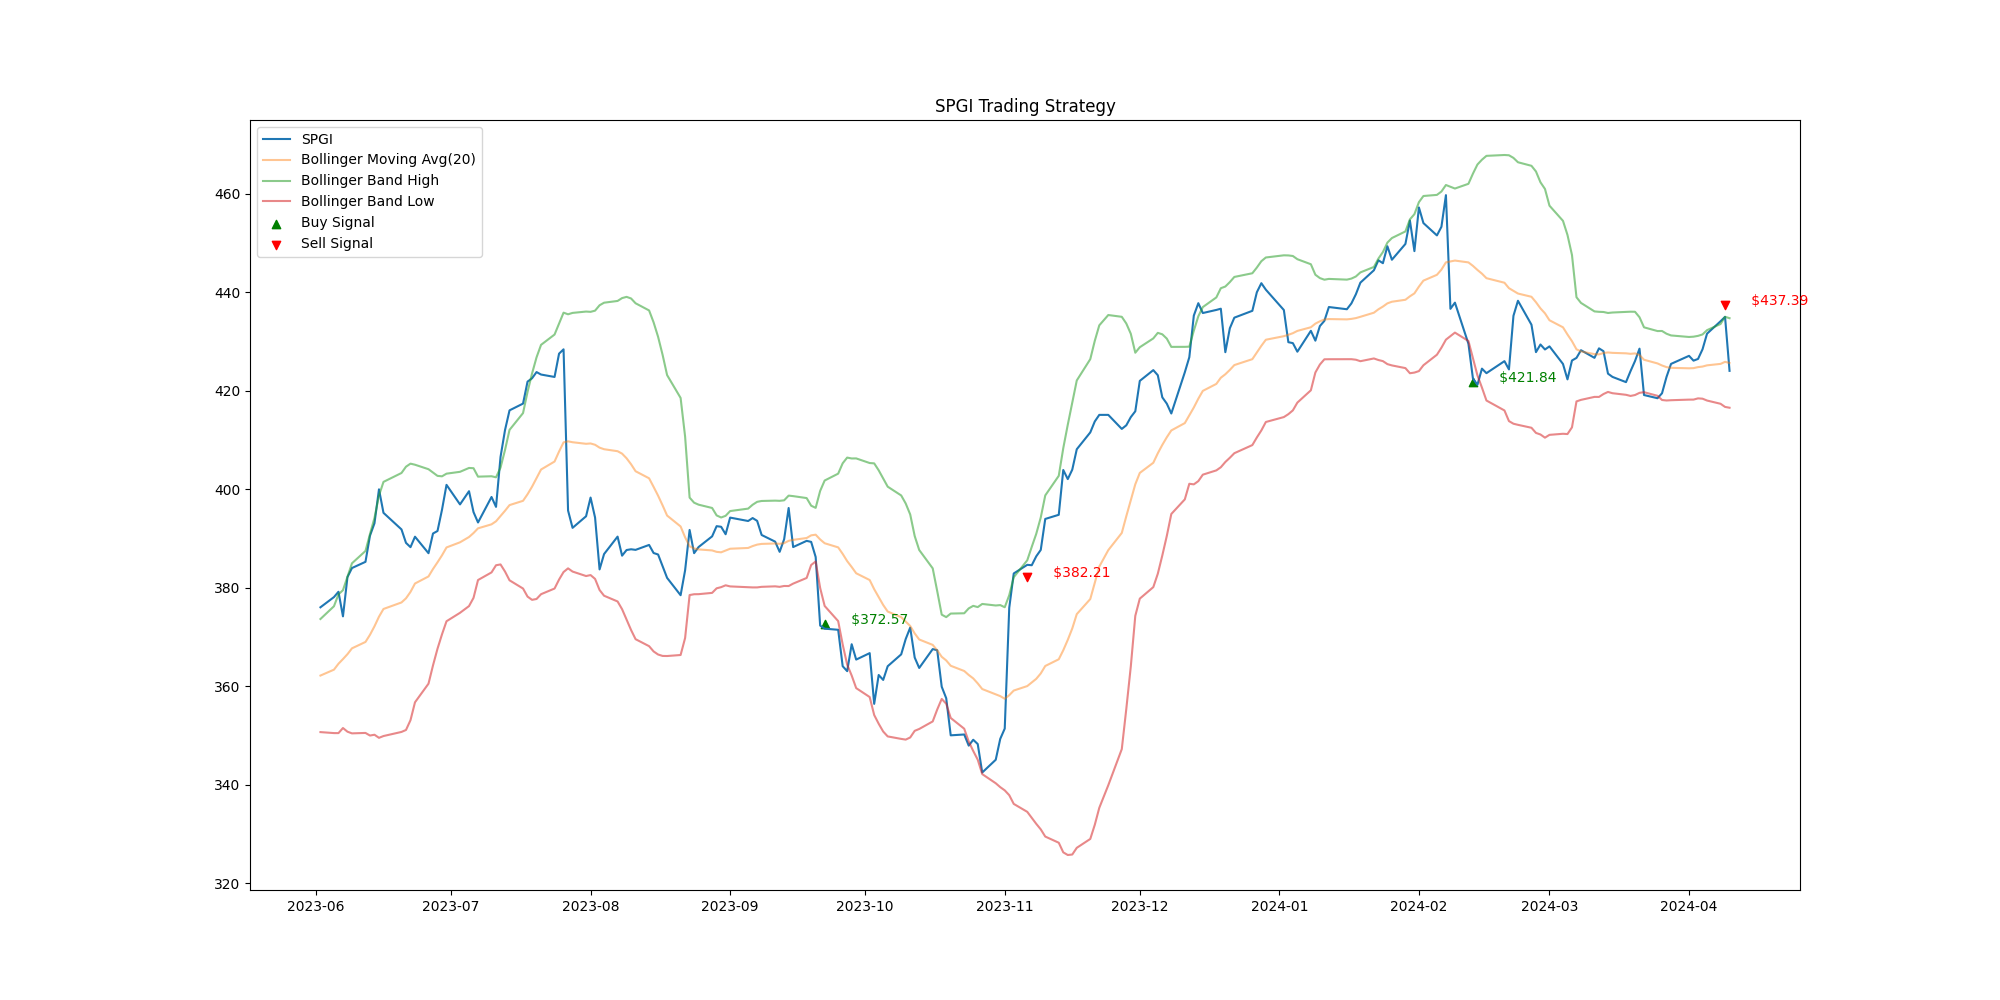 SPGI Trading Strategy
SPGI
Bollinger Moving Avg(20)
Bollinger Band High
Bollinger Band Low
Buy Signal
Sell Signal
460
440
420
400
380
360
340
320
$372.57
$382.21
$421.84
$437.39
2023-06 2023-07 2023-08 2023-09 2023-10 2023-11 2023-12 2024-01 2024-02 2024-03 2024-04